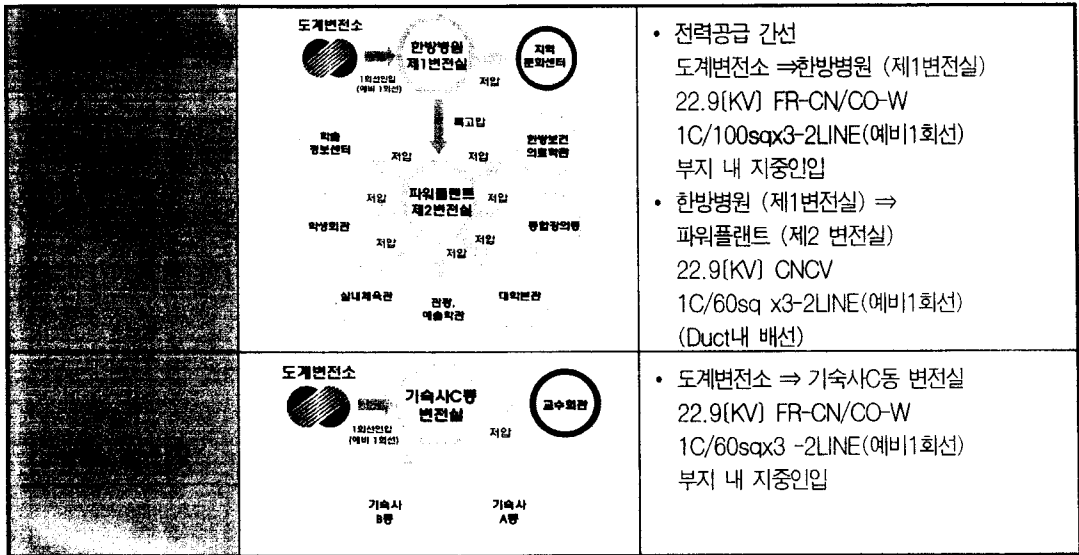 도계변전소
한방병원
제1변전실
지역
문화센터
1회선인입
(예비 1회선)
저압
특고압
학술
정보센터
한방보건
의료학관
저압
저압
저압
파워플랜트
제2변전실
저압
학생회관
통합강의동
저압
저압
저압
실내체육관
관광,
예술학관
대학본관
• 전력공급 간선
도계변전소 ⇒한방병원 (제1변전실)
22.9[KV] FR-CN/CO-W
1C/100sqx3-2LINE(예비1회선)
부지 내 지중인입
• 한방병원 (제1변전실) ⇒
파워플랜트 (제2 변전실)
22.9[KV] CNCV
1C/60sq x3-2LINE(예비1회선)
(Duct내 배선)
도계변전소
기숙사C동
변전실
교수회관
1회선인입
(예비 1회선)
저압
기숙사
B동
기숙사
A동
• 도계변전소 ⇒ 기숙사C동 변전실
22.9[KV] FR-CN/CO-W
1C/60sqx3 -2LINE(예비1회선)
부지 내 지중인입